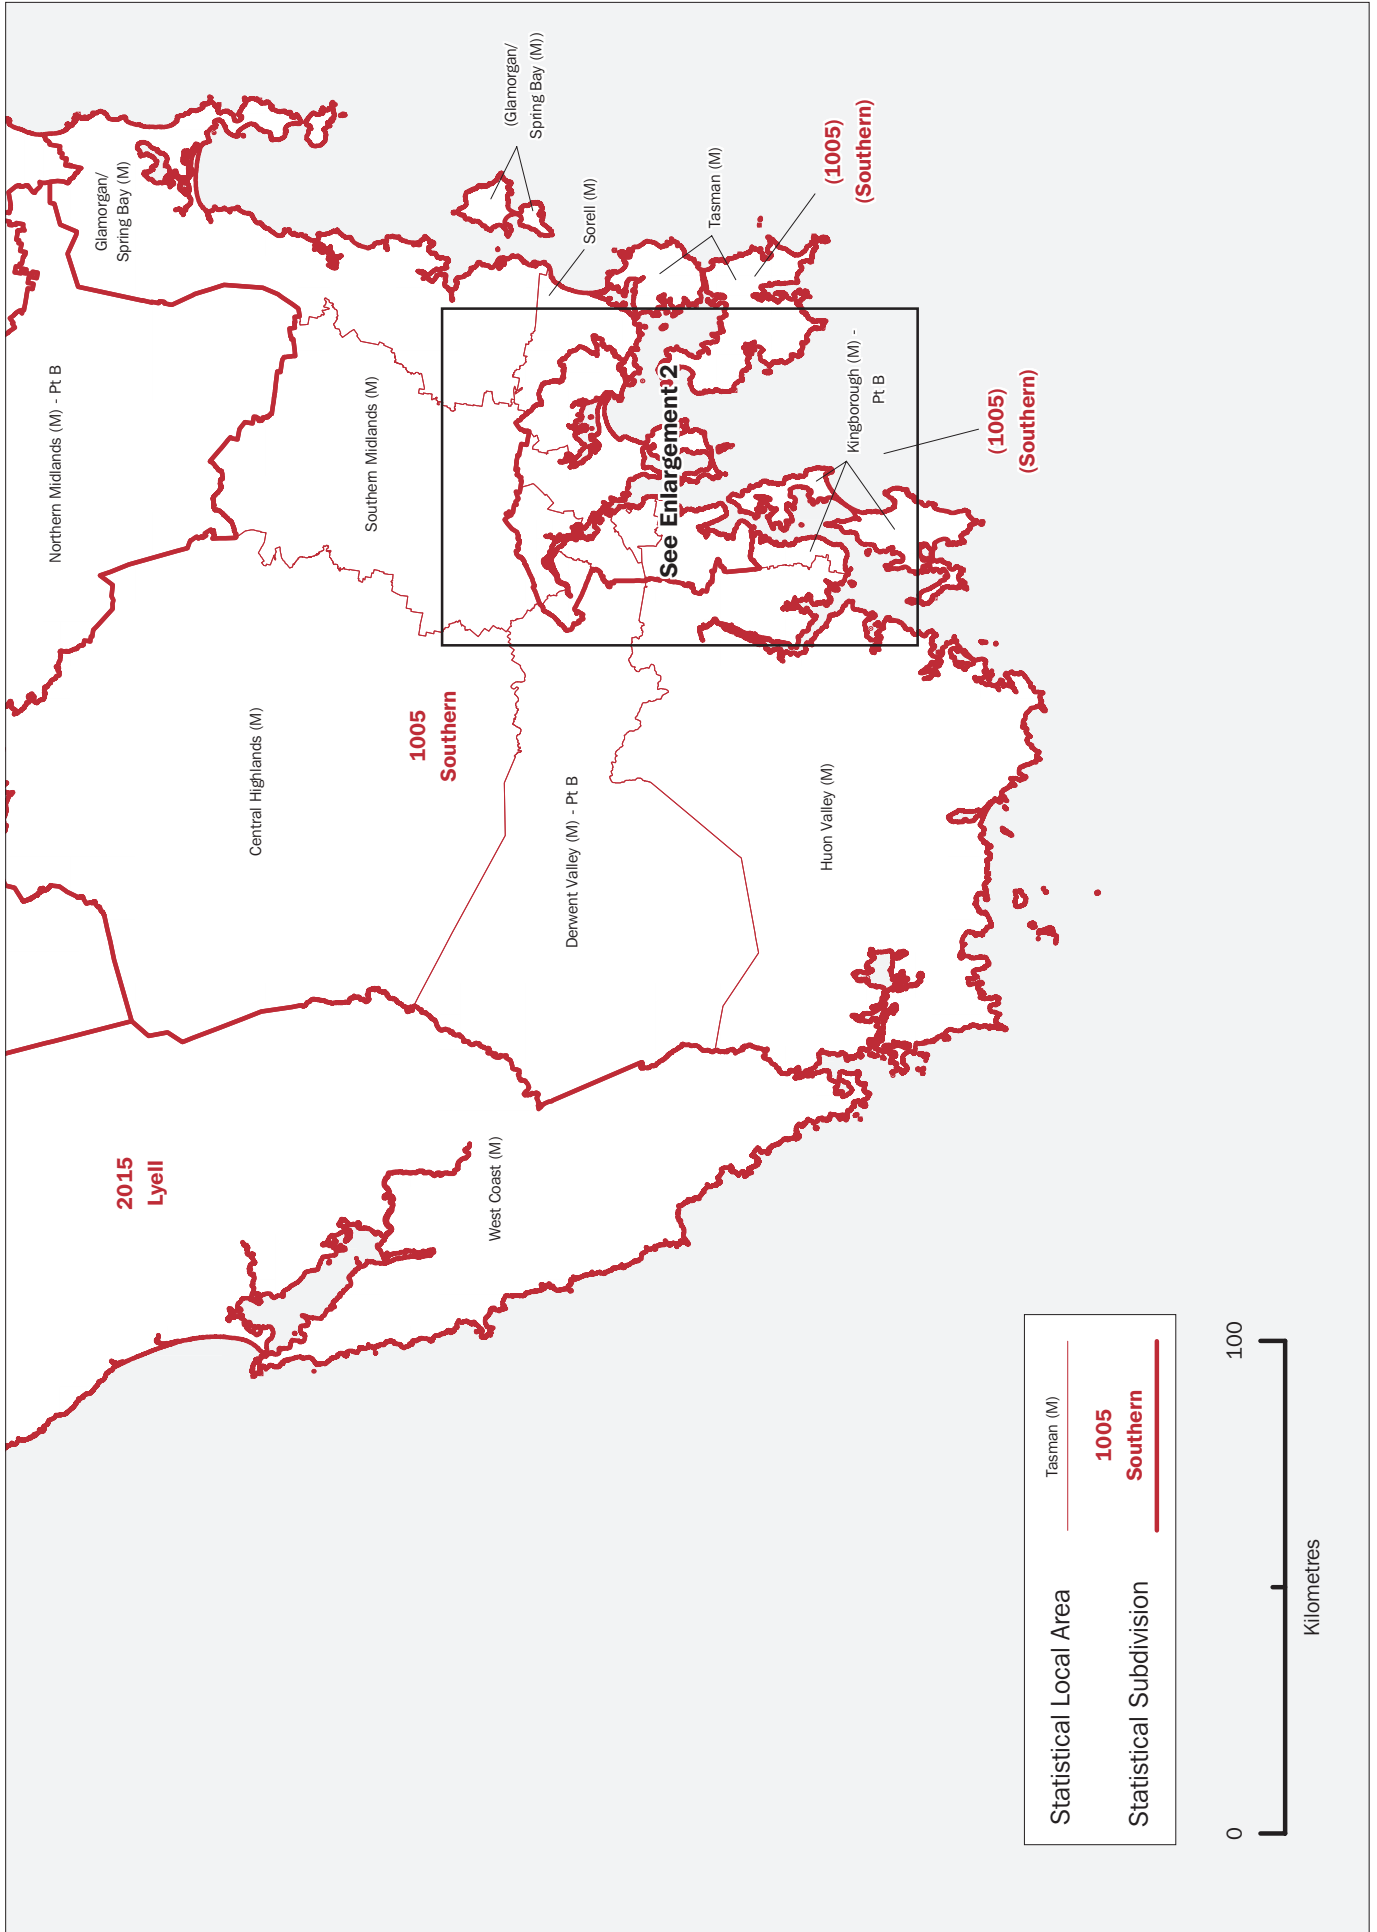 Northern Midlands (M) - Pt B
Glamorgan/
Spring Bay (M)
2015
Lyell
Central Highlands (M)
Southern Midlands (M)
1005
Southern
(Glamorgan/
Spring Bay (M))
West Coast (M)
Derwent Valley (M) - Pt B
Sorell (M)
See Enlargement 2
Tasman (M)
(1005)
(Southern)
Huon Valley (M)
Kingborough (M) -
Pt B
(1005)
(Southern)
Statistical Local Area
Tasman (M)
Statistical Subdivision
1005
Southern
0
100
Kilometres